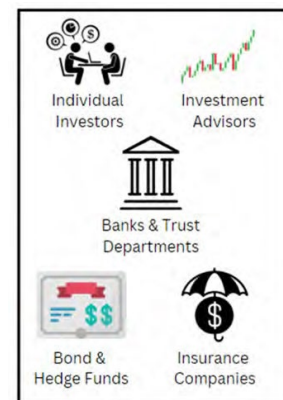 $
Individual
Investors
Investment
Advisors
Banks & Trust
Departments
$$
Bond &
Hedge Funds
$
Insurance
Companies